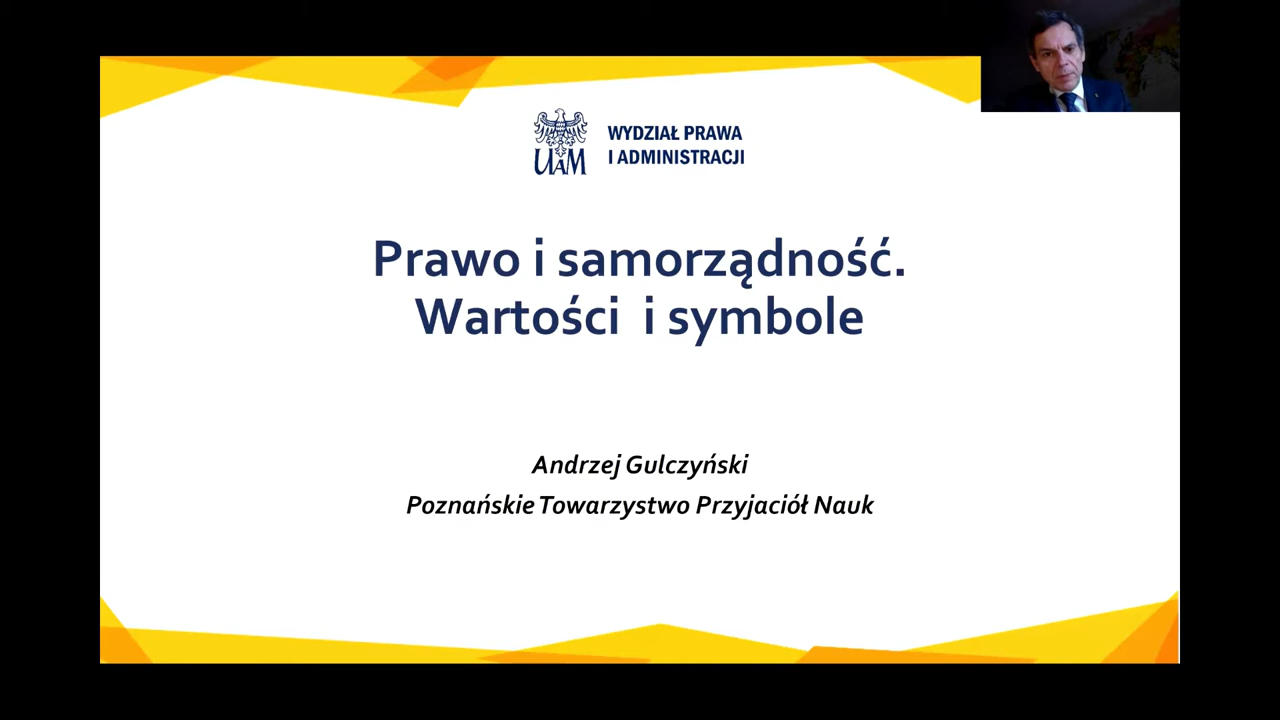 UAM
WYDZIAŁ PRAWA
I ADMINISTRACJI
Prawo i samorządność.
Wartości i symbole
Andrzej Gulczyński
Poznańskie Towarzystwo Przyjaciół Nauk